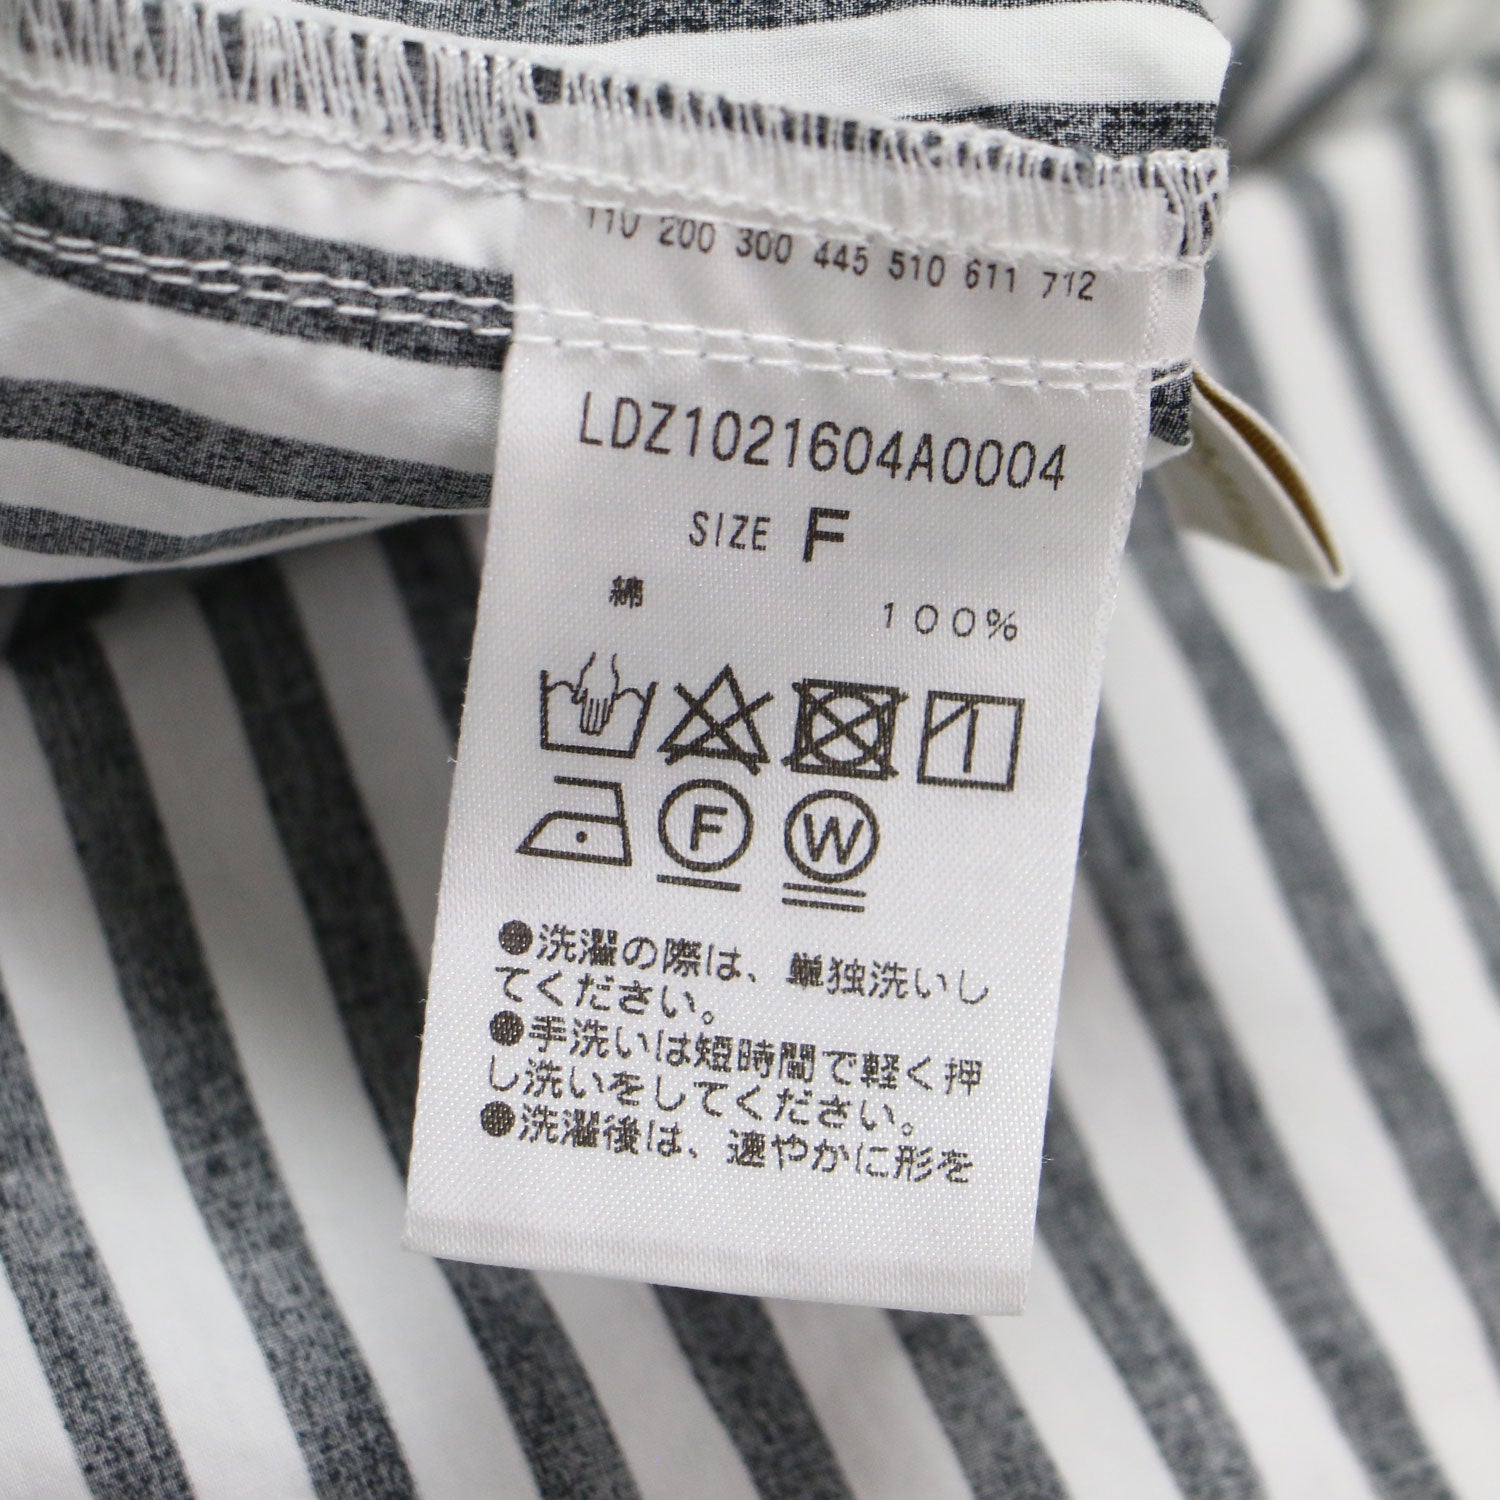 110 200 300 445 510 611 712
LDZ1021604A0004
SIZE F
綿 100%
F W
●洗濯の際は、単独洗いし
てください。
●手洗いは短時間で軽く押
し洗いをしてください。
●洗濯後は、速やかに形を